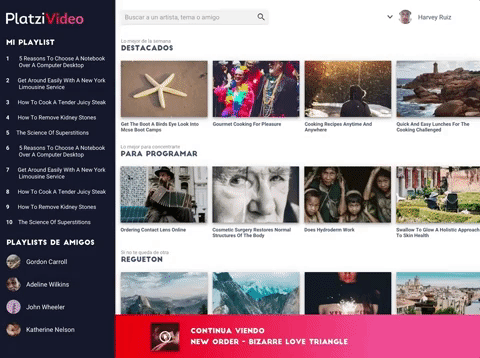 PlatziVideo
Buscar a un artista, tema o amigo
Harvey Ruiz
MI PLAYLIST
1 5 Reasons To Choose A Notebook
Over A Computer Desktop
2 Get Around Easily With A New York
Limousine Service
3 How To Cook A Tender Juicy Steak
4 How To Remove Kidney Stones
5 The Science Of Superstitions
6 5 Reasons To Choose A Notebook
Over A Computer Desktop
7 Get Around Easily With A New York
Limousine Service
8 How To Cook A Tender Juicy Steak
9 How To Remove Kidney Stones
10 The Science Of Superstitions
PLAYLISTS DE AMIGOS
Gordon Carroll
Adeline Wilkins
John Wheeler
Katherine Nelson
Lo mejor de la semana
DESTACADOS
Get The Boot A Birds Eye Look Into
Mcse Boot Camps
Gourmet Cooking For Pleasure
Cooking Recipes Anytime And
Anywhere
Quick And Easy Lunches For The
Cooking Challenged
Lo mejor para concentrarte
PARA PROGRAMAR
Ordering Contact Lens Online
Cosmetic Surgery Restores Normal
Structures Of The Body
Does Hydroderm Work
Swallow To Glow A Holistic Approach
To Skin Health
Si no te queda de otra
REGUETON
CONTINUA VIENDO
NEW ORDER - BIZARRE LOVE TRIANGLE